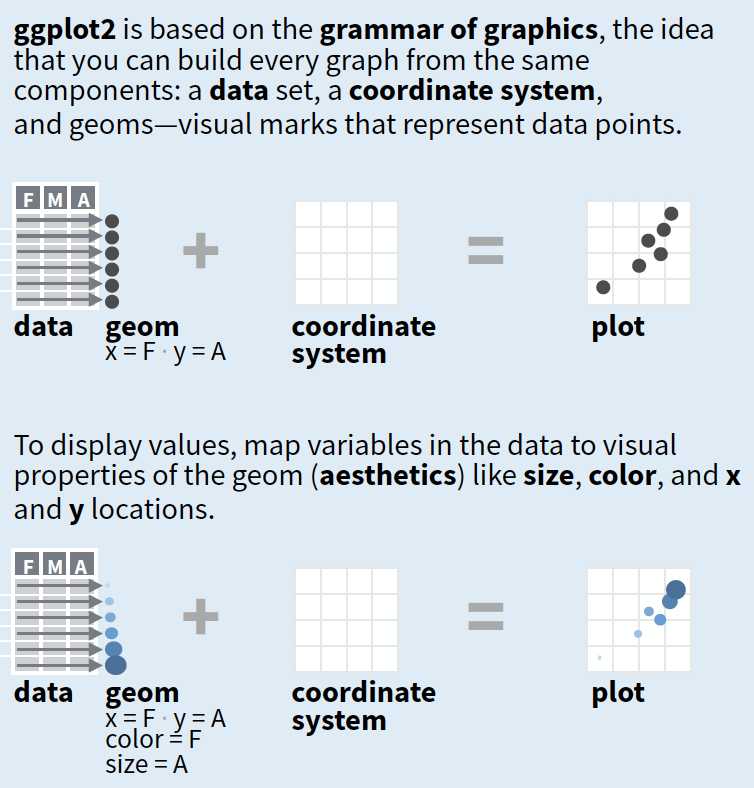 ggplot2 is based on the grammar of graphics, the idea
that you can build every graph from the same
components: a data set, a coordinate system,
and geoms—visual marks that represent data points.
F M A
+
=
data
geom
x = F · y = A
coordinate
system
plot
To display values, map variables in the data to visual
properties of the geom (aesthetics) like size, color, and x
and y locations.
F M A
+
=
data
geom
x = F · y = A
color = F
size = A
coordinate
system
plot